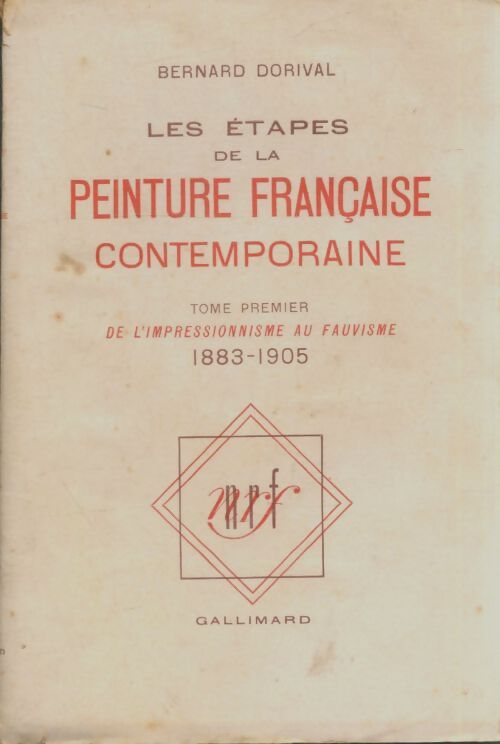 BERNARD DORIVAL
LES ÉTAPES
DE LA
PEINTURE FRANÇAISE
CONTEMPORAINE
TOME PREMIER
DE L'IMPRESSIONNISME AU FAUVISME
1883-1905
nrf
nrf
GALLIMARD